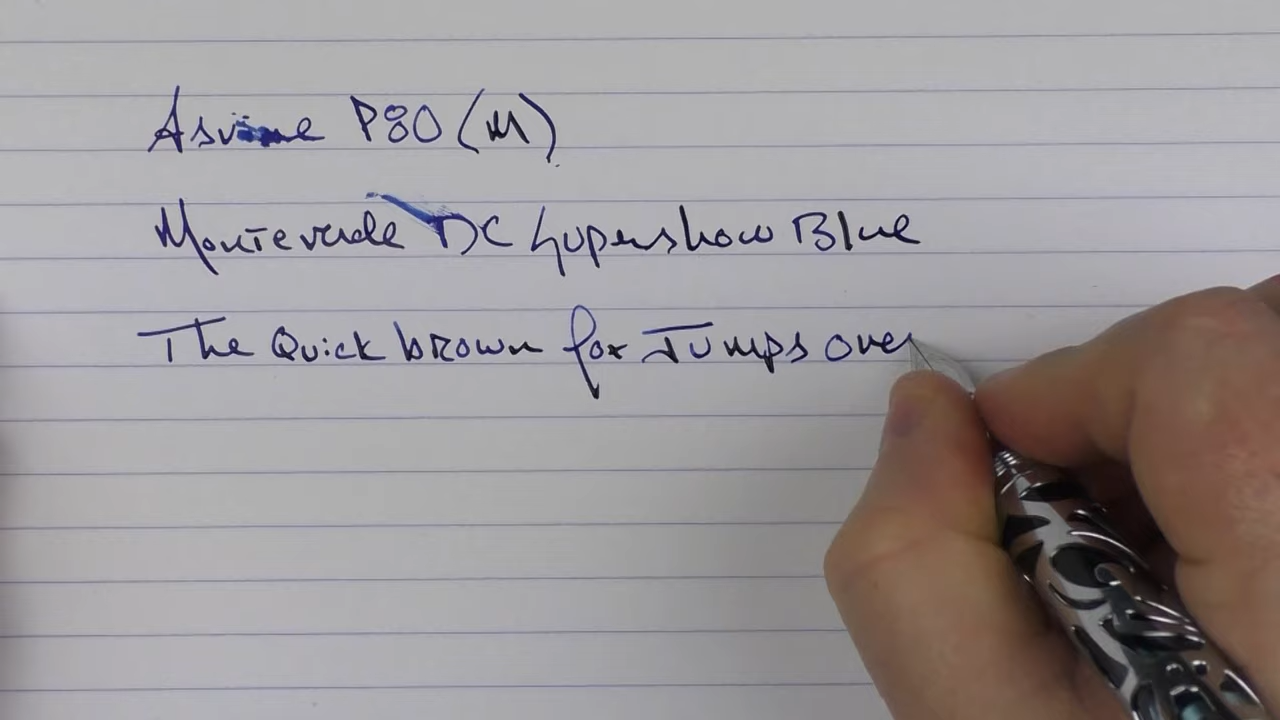 Asvine P80 (M)
Monteverde DC Supershow Blue
The Quick brown fox Jumps over